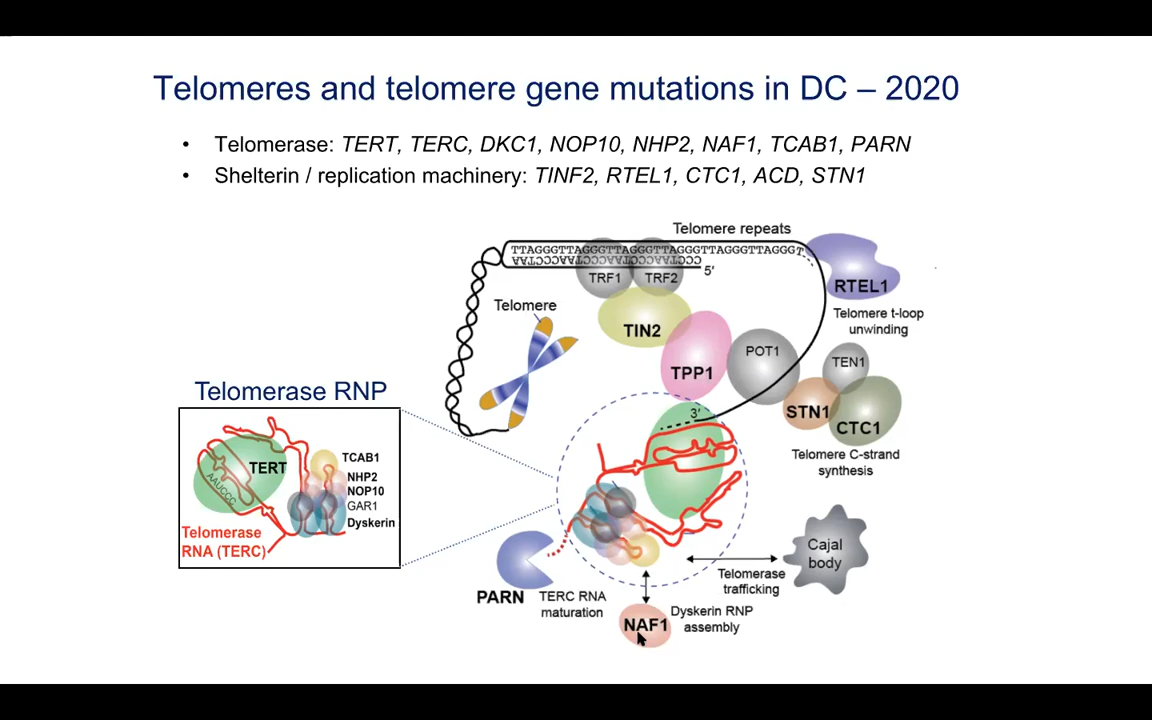 Telomeres and telomere gene mutations in DC – 2020
• Telomerase: TERT, TERC, DKC1, NOP10, NHP2, NAF1, TCAB1, PARN
• Shelterin / replication machinery: TINF2, RTEL1, CTC1, ACD, STN1
Telomere repeats
TTAGGGTTAGGGTTAGGGTTAGGGTTAGGGTTAGGGT
5'
TRF1
TRF2
RTEL1
Telomere t-loop
unwinding
Telomere
TIN2
TPP1
POT1
TEN1
STN1
CTC1
Telomere C-strand
synthesis
3'
Telomerase RNP
TERT
AAUCCC
TCAB1
NHP2
NOP10
GAR1
Dyskerin
Telomerase
RNA (TERC)
Cajal
body
Telomerase
trafficking
PARN
TERC RNA
maturation
NAF1
Dyskerin RNP
assembly